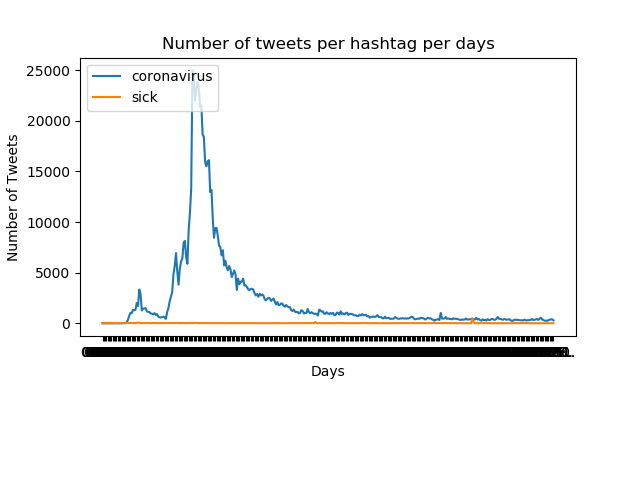 Number of tweets per hashtag per days
coronavirus
sick
25000
20000
15000
10000
5000
0
Number of Tweets
Days